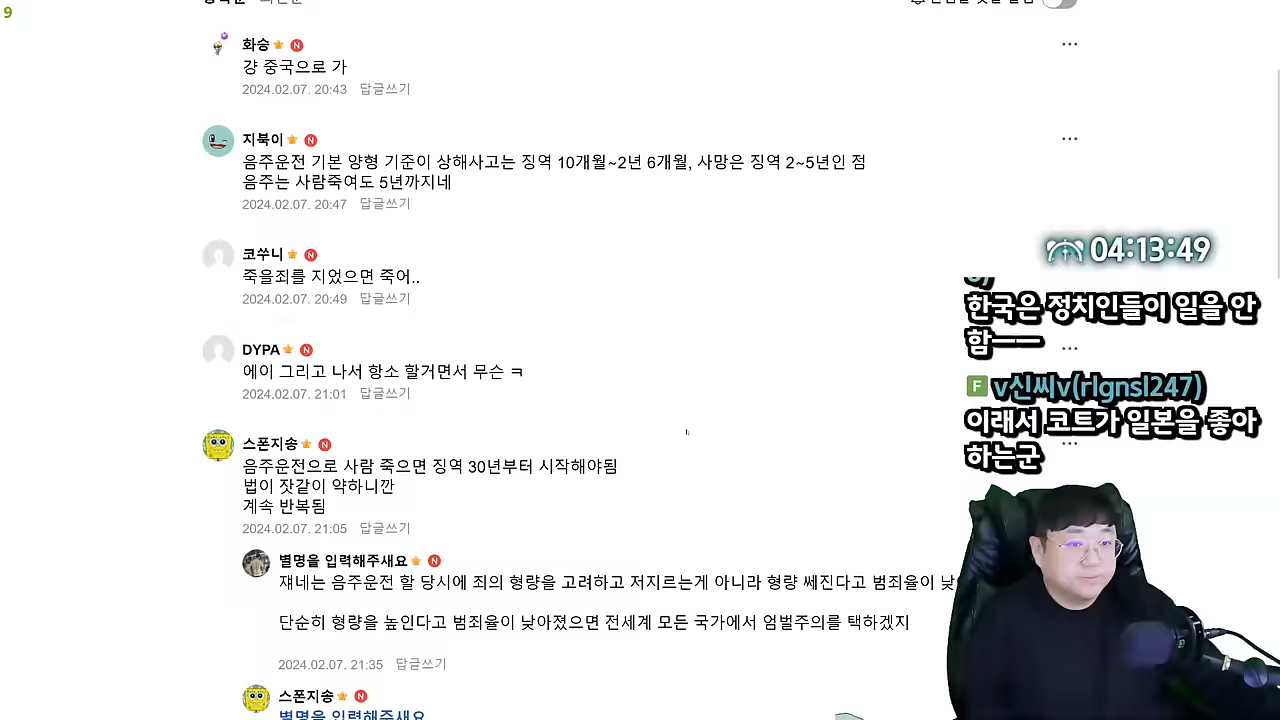 9
화승 N
걍 중국으로 가
2024.02.07. 20:43 답글쓰기
지북이 N
음주운전 기본 양형 기준이 상해사고는 징역 10개월~2년 6개월, 사망은 징역 2~5년인 점
음주는 사람죽여도 5년까지네
2024.02.07. 20:47 답글쓰기
코쑤니 N
죽을죄를 지었으면 죽어..
2024.02.07. 20:49 답글쓰기
DYPA N
에이 그리고 나서 항소 할거면서 무슨 ㅋ
2024.02.07. 21:01 답글쓰기
스폰지송 N
음주운전으로 사람 죽으면 징역 30년부터 시작해야됨
법이 잣같이 약하니깐
계속 반복됨
2024.02.07. 21:05 답글쓰기
별명을 입력해주새요 N
쟤네는 음주운전 할 당시에 죄의 형량을 고려하고 저지르는게 아니라 형량 쎄진다고 범죄율이 낮
단순히 형량을 높인다고 범죄율이 낮아졌으면 전세계 모든 국가에서 엄벌주의를 택하겠지
2024.02.07. 21:35 답글쓰기
스폰지송 N
별명을 입력해주새요
04:13:49
한국은 정치인들이 일을 안
함ㅡㅡ
F v신씨v(rlgnsl247)
이래서 코트가 일본을 좋아
하는군